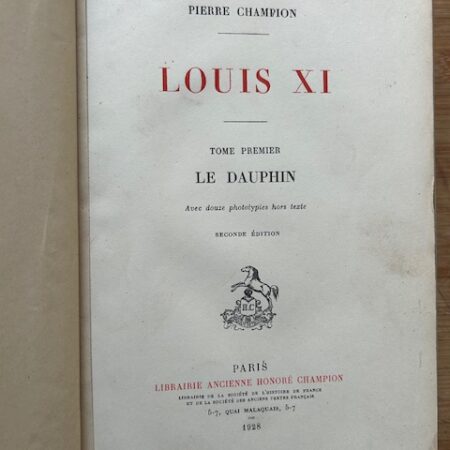 PIERRE CHAMPION
LOUIS XI
TOME PREMIER
LE DAUPHIN
Avec douze phototypies hors texte
SECONDE ÉDITION
H.C
PARIS
LIBRAIRIE ANCIENNE HONORÉ CHAMPION
LIBRAIRIE DE LA SOCIÉTÉ DE L'HISTOIRE DE FRANCE
ET DE LA SOCIÉTÉ DES ANCIENS TEXTES FRANÇAIS
5-7, QUAI MALAQUAIS, 5-7
1928